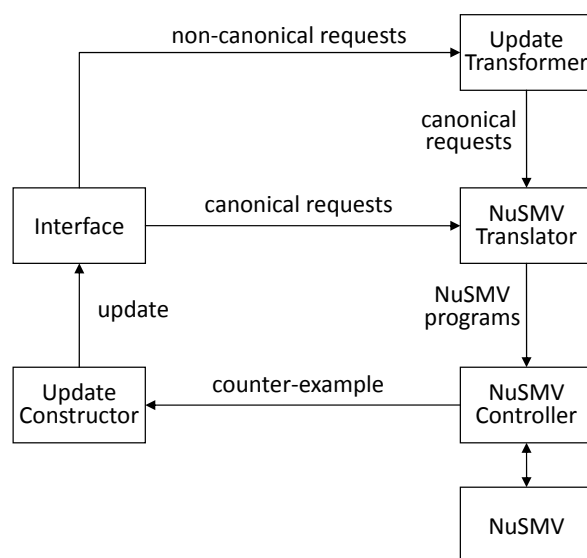 non-canonical requests
Update
Transformer
canonical
requests
Interface
canonical requests
NuSMV
Translator
update
NuSMV
programs
Update
Constructor
counter-example
NuSMV
Controller
NuSMV